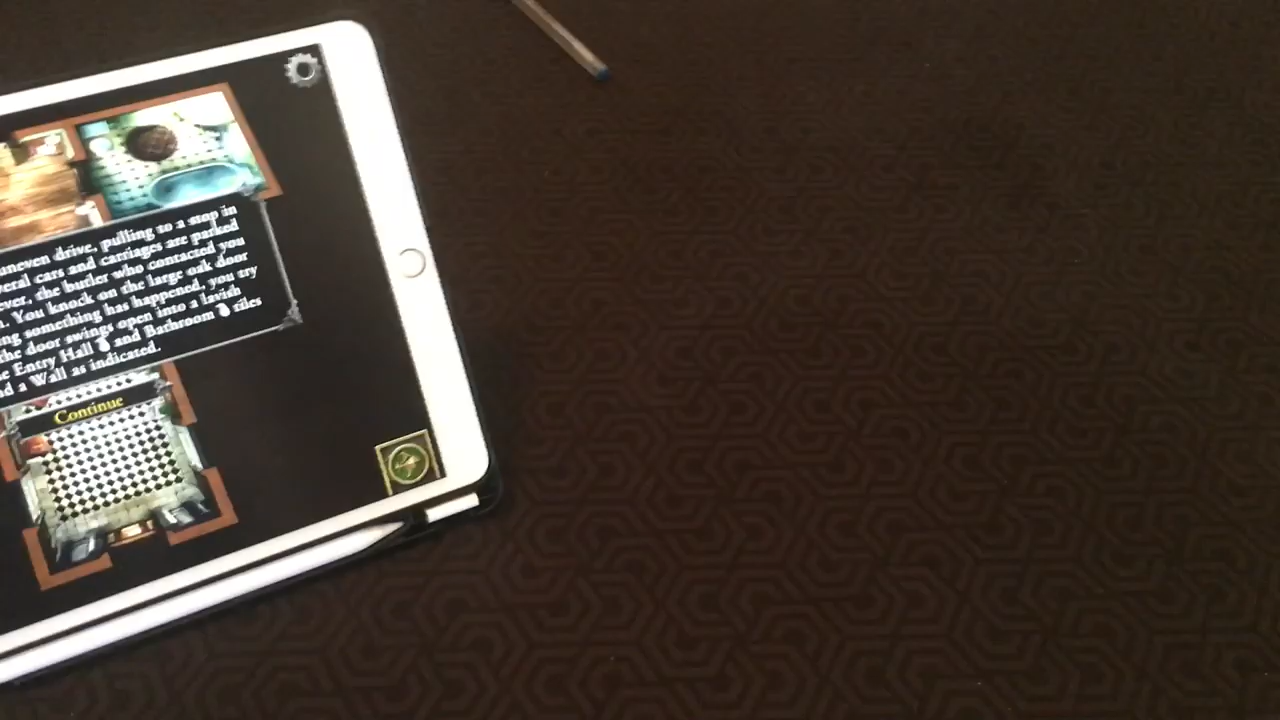 uneven drive, pulling to a stop in
veral cars and carriages are parked
ever, the butler who contacted you
. You knock on the large oak door
ng something has happened, you try
the door swings open into a lavish
e Entry Hall and Bathroom tiles
nd a Wall as indicated.
Continue